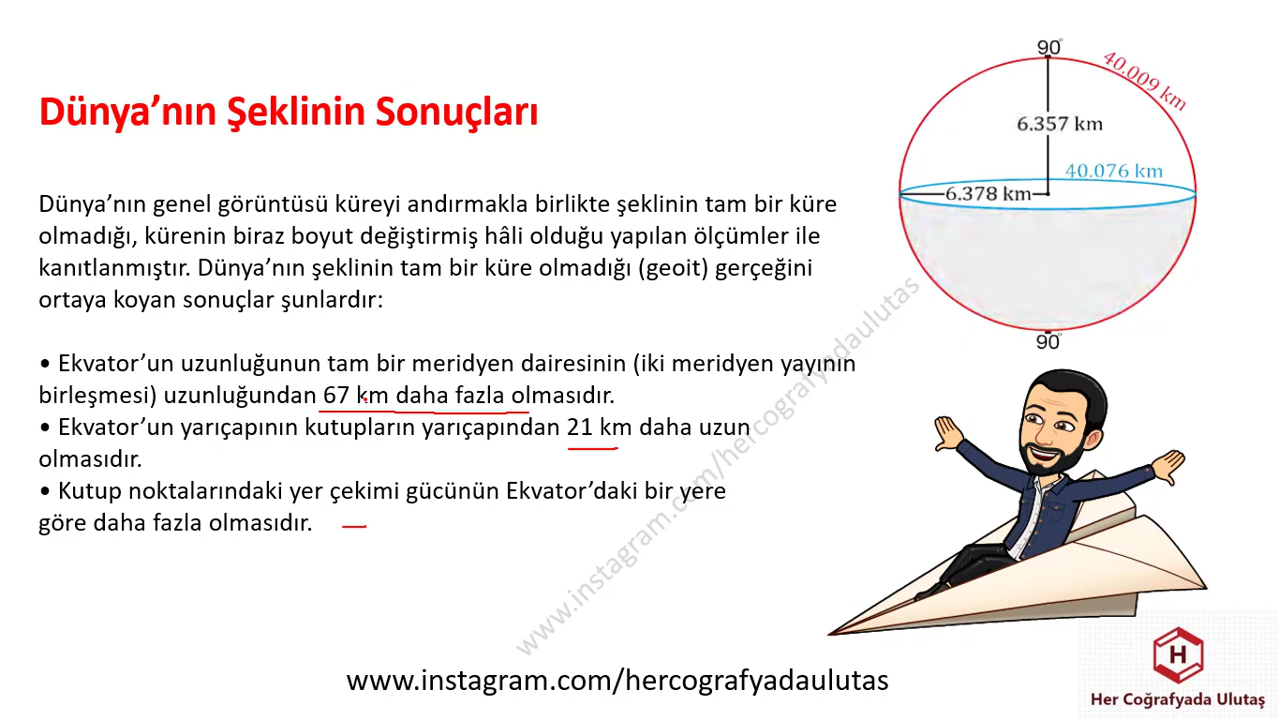 Dünya’nın Şeklinin Sonuçları
Dünya’nın genel görüntüsü küreyi andırmakla birlikte şeklinin tam bir küre
olmadığı, kürenin biraz boyut değiştirmiş hâli olduğu yapılan ölçümler ile
kanıtlanmıştır. Dünya’nın şeklinin tam bir küre olmadığı (geoit) gerçeğini
ortaya koyan sonuçlar şunlardır:
• Ekvator’un uzunluğunun tam bir meridyen dairesinin (iki meridyen yayının
birleşmesi) uzunluğundan 67 km daha fazla olmasıdır.
• Ekvator’un yarıçapının kutupların yarıçapından 21 km daha uzun
olmasıdır.
• Kutup noktalarındaki yer çekimi gücünün Ekvator’daki bir yere
göre daha fazla olmasıdır.
90°
40.009 km
6.357 km
40.076 km
6.378 km
90°
www.instagram.com/hercografyadaulutas
www.instagram.com/hercografyadaulutas
H
Her Coğrafyada Ulutaş